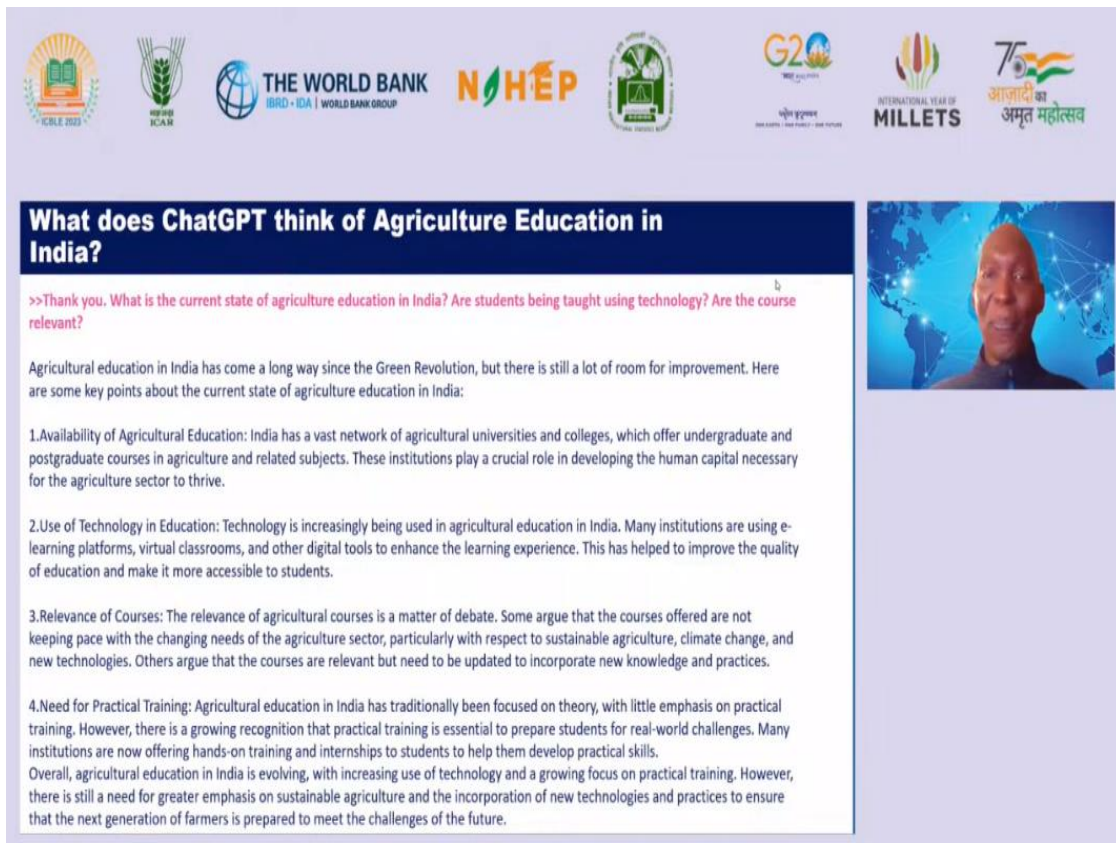 ICBLE 2023
ICAR
THE WORLD BANK
IBRD • IDA | WORLD BANK GROUP
NAHEP
G20
वसुधैव कुटुम्बकम्
ONE EARTH • ONE FAMILY • ONE FUTURE
INTERNATIONAL YEAR OF
MILLETS
75
आज़ादी का
अमृत महोत्सव
What does ChatGPT think of Agriculture Education in
India?
>>Thank you. What is the current state of agriculture education in India? Are students being taught using technology? Are the course
relevant?
Agricultural education in India has come a long way since the Green Revolution, but there is still a lot of room for improvement. Here
are some key points about the current state of agriculture education in India:
1.Availability of Agricultural Education: India has a vast network of agricultural universities and colleges, which offer undergraduate and
postgraduate courses in agriculture and related subjects. These institutions play a crucial role in developing the human capital necessary
for the agriculture sector to thrive.
2.Use of Technology in Education: Technology is increasingly being used in agricultural education in India. Many institutions are using e-
learning platforms, virtual classrooms, and other digital tools to enhance the learning experience. This has helped to improve the quality
of education and make it more accessible to students.
3.Relevance of Courses: The relevance of agricultural courses is a matter of debate. Some argue that the courses offered are not
keeping pace with the changing needs of the agriculture sector, particularly with respect to sustainable agriculture, climate change, and
new technologies. Others argue that the courses are relevant but need to be updated to incorporate new knowledge and practices.
4.Need for Practical Training: Agricultural education in India has traditionally been focused on theory, with little emphasis on practical
training. However, there is a growing recognition that practical training is essential to prepare students for real-world challenges. Many
institutions are now offering hands-on training and internships to students to help them develop practical skills.
Overall, agricultural education in India is evolving, with increasing use of technology and a growing focus on practical training. However,
there is still a need for greater emphasis on sustainable agriculture and the incorporation of new technologies and practices to ensure
that the next generation of farmers is prepared to meet the challenges of the future.